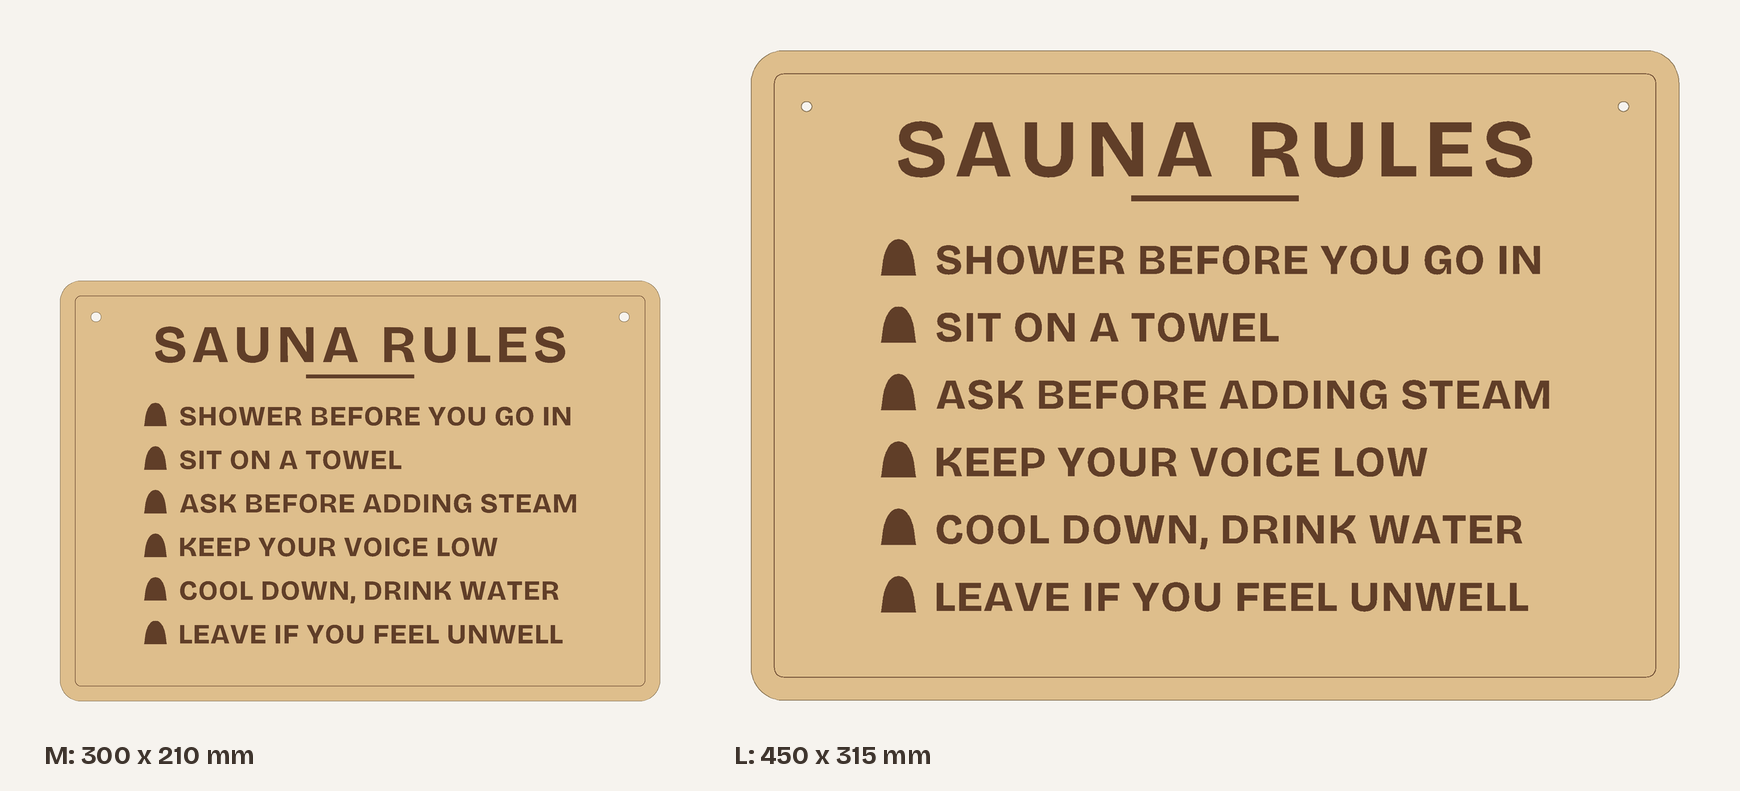 SAUNA RULES
SHOWER BEFORE YOU GO IN
SIT ON A TOWEL
ASK BEFORE ADDING STEAM
KEEP YOUR VOICE LOW
COOL DOWN, DRINK WATER
LEAVE IF YOU FEEL UNWELL
M: 300 x 210 mm
SAUNA RULES
SHOWER BEFORE YOU GO IN
SIT ON A TOWEL
ASK BEFORE ADDING STEAM
KEEP YOUR VOICE LOW
COOL DOWN, DRINK WATER
LEAVE IF YOU FEEL UNWELL
L: 450 x 315 mm